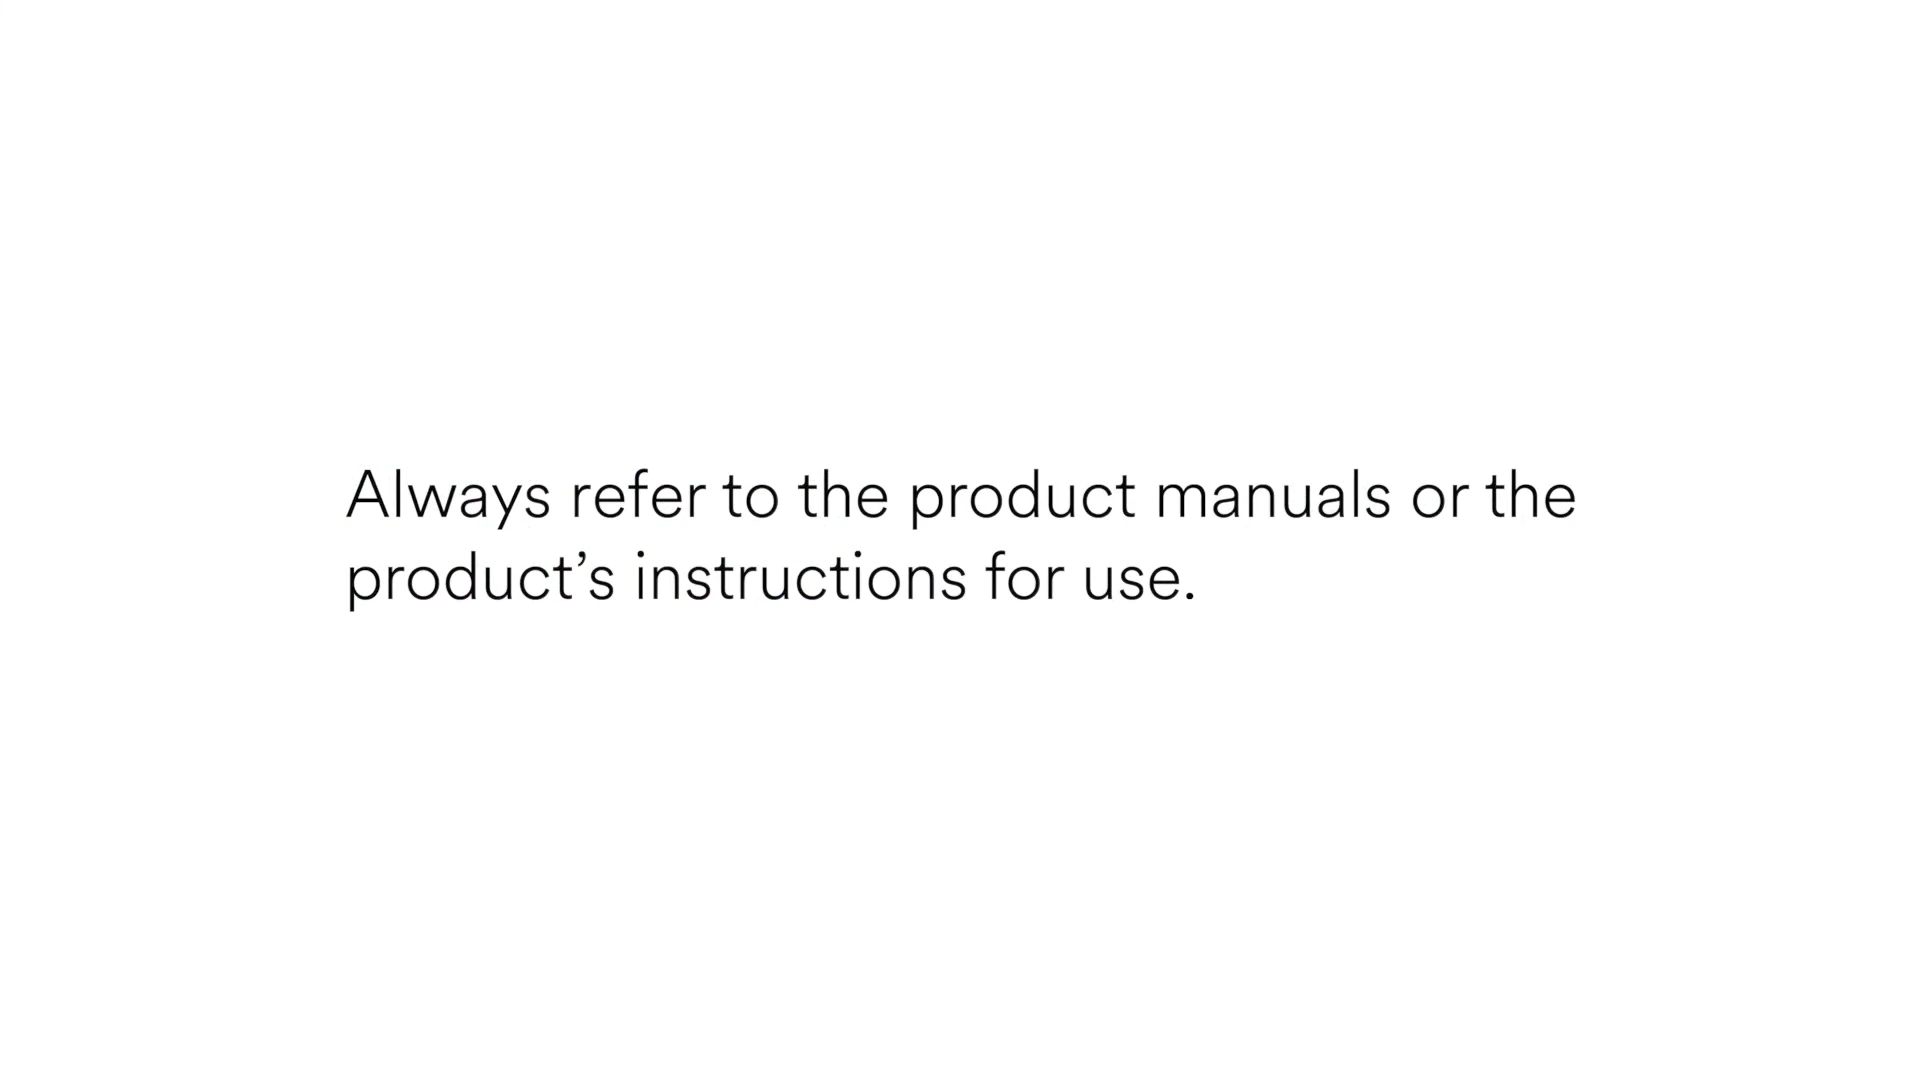 Always refer to the product manuals or the
product’s instructions for use.